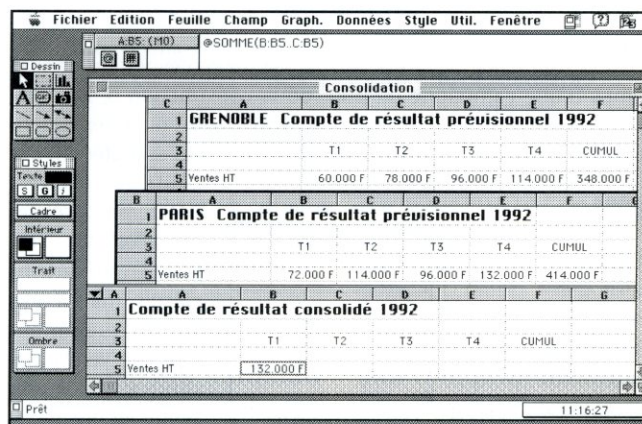 Fichier Edition Feuille Champ Graph. Données Style Util. Fenêtre
A:B5: (M0) @SOMME(B:B5..C:B5)
Dessin
A OK
Styles
Texte
S G I
Cadre
Intérieur
Trait
Ombre
Consolidation
C A B C D E F
1 GRENOBLE Compte de résultat prévisionnel 1992
2
3 T1 T2 T3 T4 CUMUL
4
5 Ventes HT 60.000 F 78.000 F 96.000 F 114.000 F 348.000 F
B A B C D E F G
1 PARIS Compte de résultat prévisionnel 1992
2
3 T1 T2 T3 T4 CUMUL
4
5 Ventes HT 72.000 F 114.000 F 96.000 F 132.000 F 414.000 F
A A B C D E F G
1 Compte de résultat consolidé 1992
2
3 T1 T2 T3 T4 CUMUL
4
5 Ventes HT 132.000 F
Prêt 11:16:27